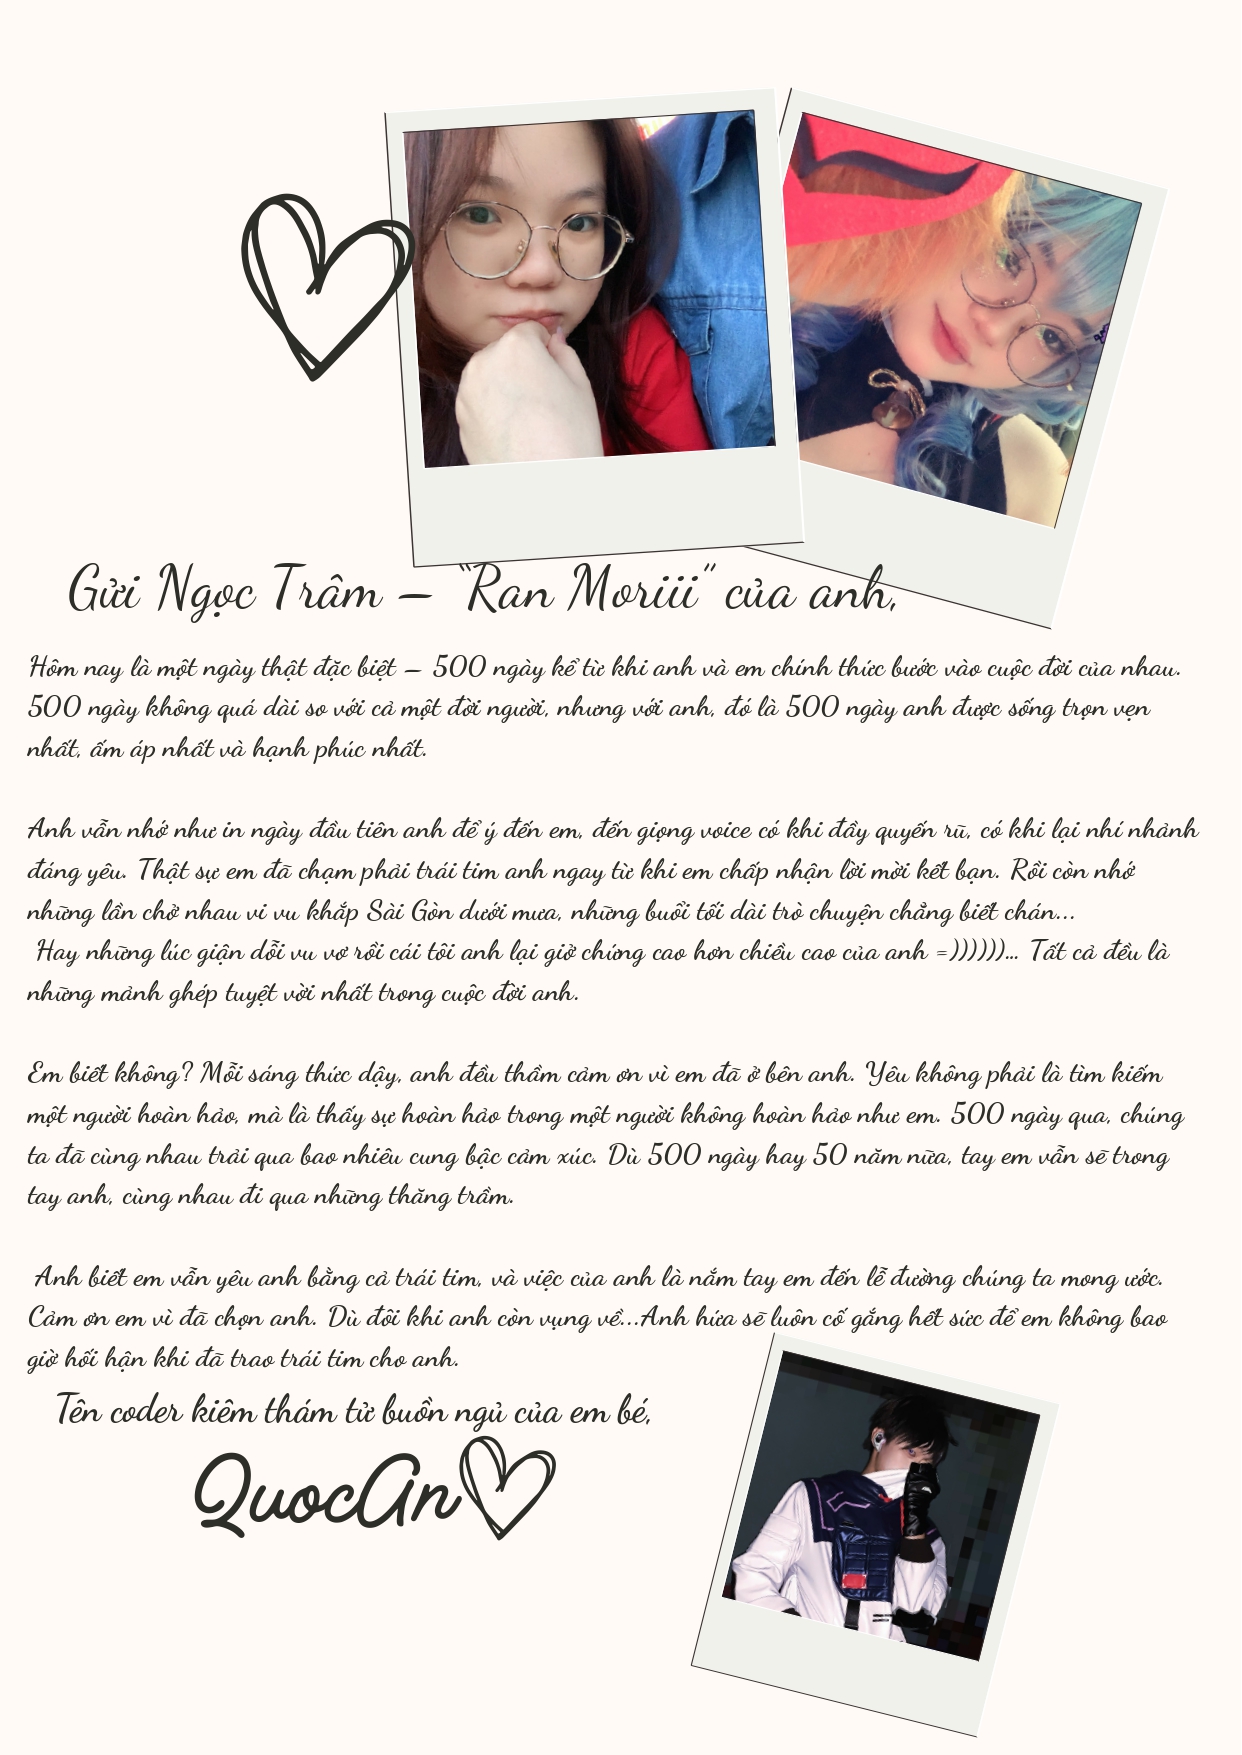 Gửi Ngọc Trâm – “Ran Moriii” của anh,
Hôm nay là một ngày thật đặc biệt – 500 ngày kể từ khi anh và em chính thức bước vào cuộc đời của nhau.
500 ngày không quá dài so với cả một đời người, nhưng với anh, đó là 500 ngày anh được sống trọn vẹn
nhất, ấm áp nhất và hạnh phúc nhất.
Anh vẫn nhớ như in ngày đầu tiên anh để ý đến em, đến giọng voice có khi đầy quyến rũ, có khi lại nhí nhảnh
đáng yêu. Thật sự em đã chạm phải trái tim anh ngay từ khi em chấp nhận lời mời kết bạn. Rồi còn nhớ
những lần chở nhau vi vu khắp Sài Gòn dưới mưa, những buổi tối dài trò chuyện chẳng biết chán...
Hay những lúc giận dỗi vu vơ rồi cái tôi anh lại giở chứng cao hơn chiều cao của anh =))))))... Tất cả đều là
những mảnh ghép tuyệt vời nhất trong cuộc đời anh.
Em biết không? Mỗi sáng thức dậy, anh đều thầm cảm ơn vì em đã ở bên anh. Yêu không phải là tìm kiếm
một người hoàn hảo, mà là thấy sự hoàn hảo trong một người không hoàn hảo như em. 500 ngày qua, chúng
ta đã cùng nhau trải qua bao nhiêu cung bậc cảm xúc. Dù 500 ngày hay 50 năm nữa, tay em vẫn sẽ trong
tay anh, cùng nhau đi qua những thăng trầm.
Anh biết em vẫn yêu anh bằng cả trái tim, và việc của anh là nắm tay em đến lễ đường chúng ta mong ước.
Cảm ơn em vì đã chọn anh. Dù đôi khi anh còn vụng về...Anh hứa sẽ luôn cố gắng hết sức để em không bao
giờ hối hận khi đã trao trái tim cho anh.
Tên coder kiêm thám tử buồn ngủ của em bé,
QuocAn